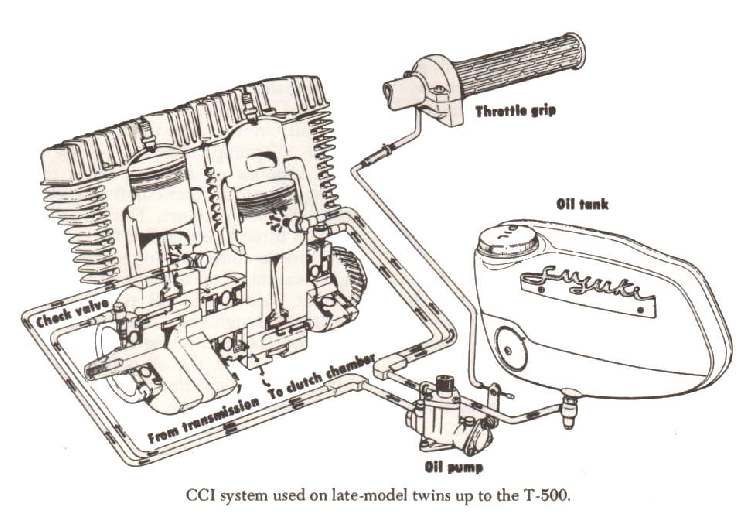 Throttle grip
Oil tank
Suzuki
Check valve
To clutch chamber
From transmission
Oil pump
CCI system used on late-model twins up to the T-500.